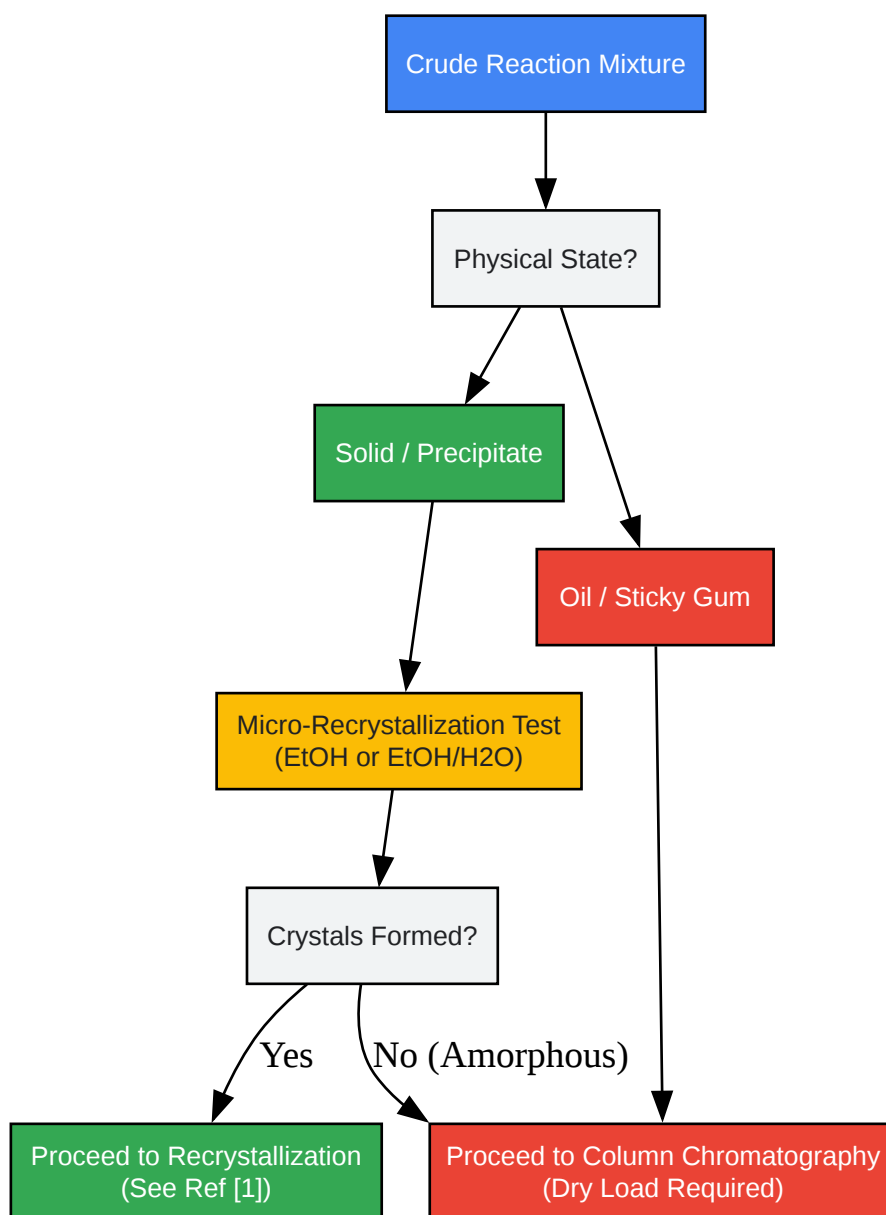 Crude Reaction Mixture
Physical State?
Solid / Precipitate
Oil / Sticky Gum
Micro-Recrystallization Test
(EtOH or EtOH/H2O)
Crystals Formed?
Yes
No (Amorphous)
Proceed to Recrystallization
(See Ref [1])
Proceed to Column Chromatography
(Dry Load Required)